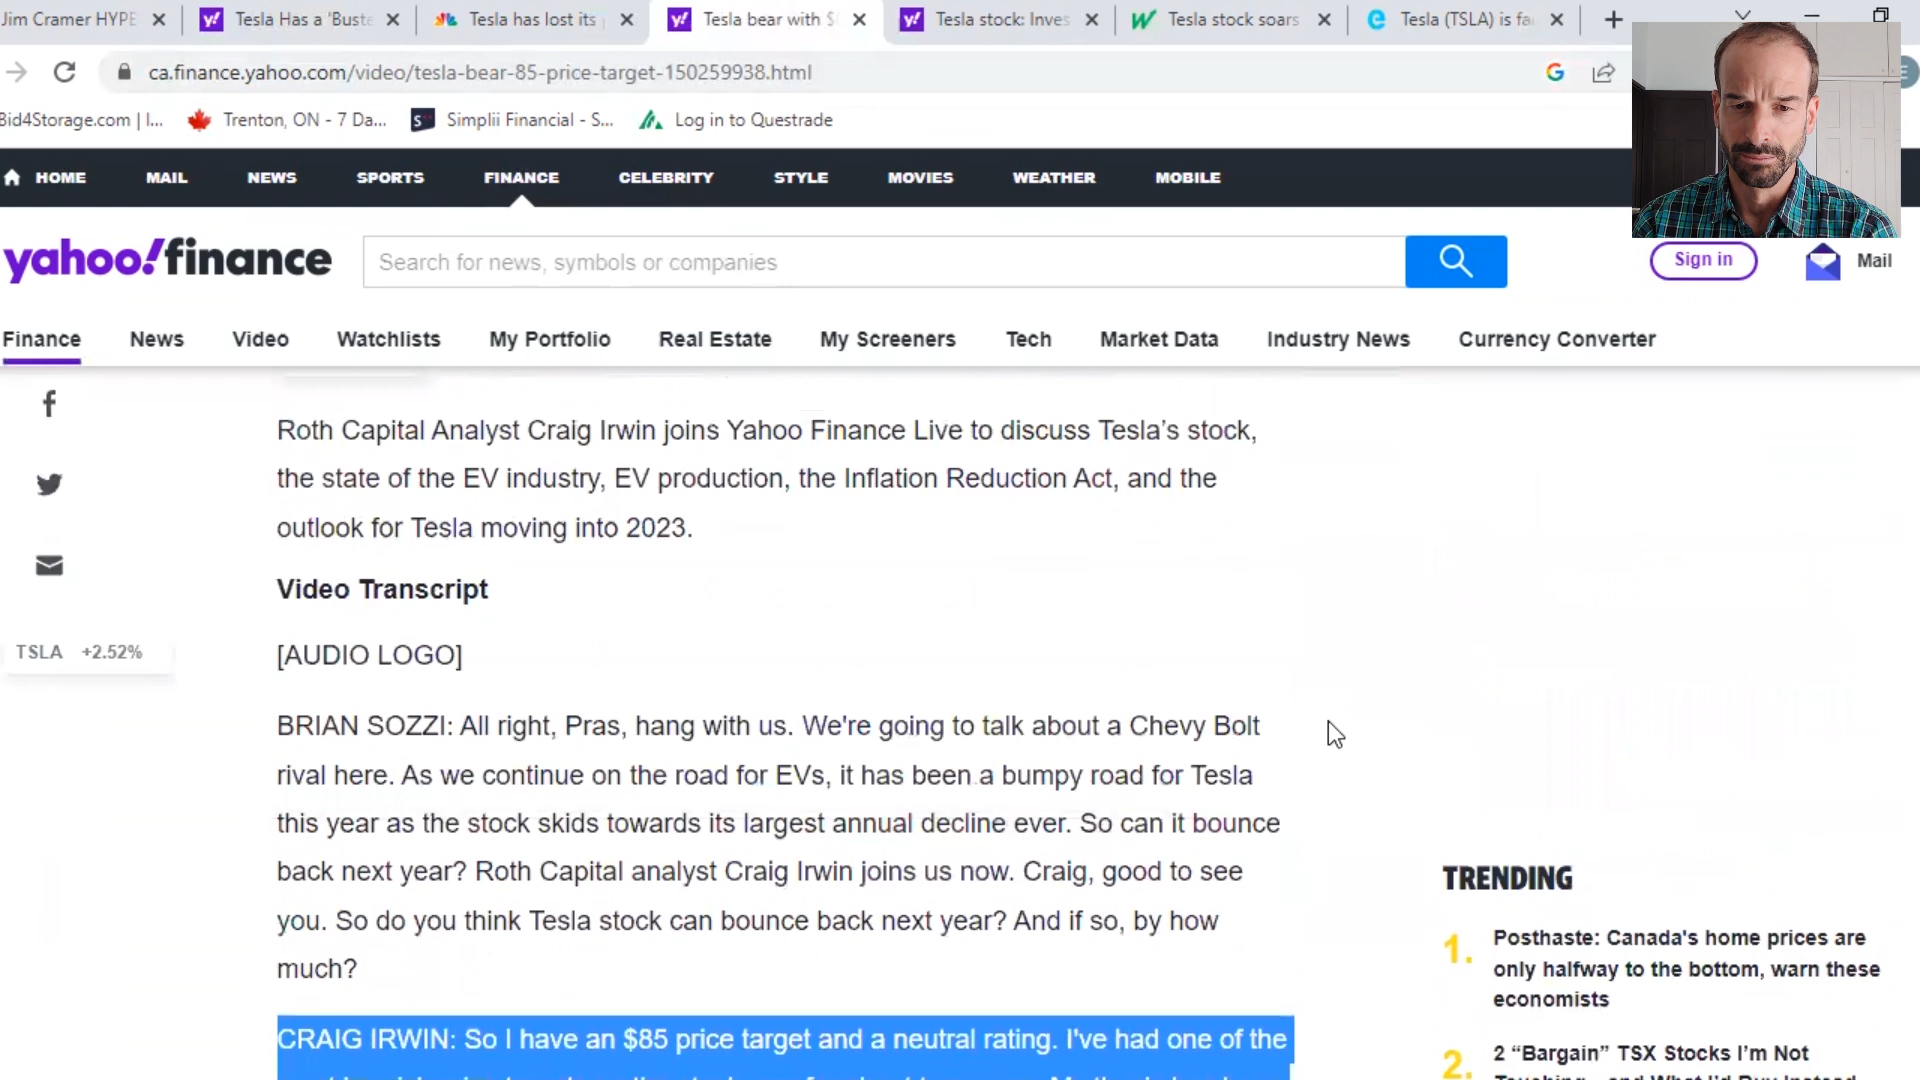 Jim Cramer HYPE
Tesla Has a 'Buste
Tesla has lost its
Tesla bear with $
Tesla stock: Inves
Tesla stock soars
Tesla (TSLA) is fa
ca.finance.yahoo.com/video/tesla-bear-85-price-target-150259938.html
Bid4Storage.com | I...
Trenton, ON - 7 Da...
Simplii Financial - S...
Log in to Questrade
HOME MAIL NEWS SPORTS FINANCE CELEBRITY STYLE MOVIES WEATHER MOBILE
yahoo!finance
Search for news, symbols or companies
Sign in
Mail
Finance News Video Watchlists My Portfolio Real Estate My Screeners Tech Market Data Industry News Currency Converter
Roth Capital Analyst Craig Irwin joins Yahoo Finance Live to discuss Tesla's stock,
the state of the EV industry, EV production, the Inflation Reduction Act, and the
outlook for Tesla moving into 2023.
Video Transcript
TSLA +2.52%
[AUDIO LOGO]
BRIAN SOZZI: All right, Pras, hang with us. We're going to talk about a Chevy Bolt
rival here. As we continue on the road for EVs, it has been a bumpy road for Tesla
this year as the stock skids towards its largest annual decline ever. So can it bounce
back next year? Roth Capital analyst Craig Irwin joins us now. Craig, good to see
you. So do you think Tesla stock can bounce back next year? And if so, by how
much?
CRAIG IRWIN: So I have an $85 price target and a neutral rating. I've had one of the
TRENDING
1. Posthaste: Canada's home prices are
only halfway to the bottom, warn these
economists
2. 2 “Bargain” TSX Stocks I'm Not